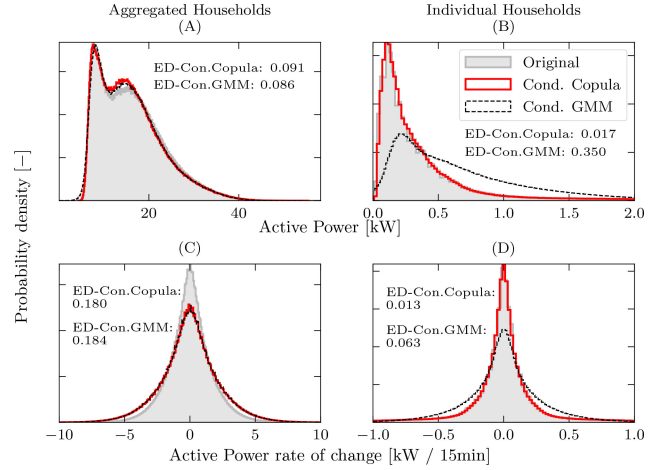 Aggregated Households
Individual Households
(A)
(B)
ED-Con.Copula: 0.091
ED-Con.GMM: 0.086
Original
Cond. Copula
Cond. GMM
ED-Con.Copula: 0.017
ED-Con.GMM: 0.350
20
40
0.0
0.5
1.0
1.5
2.0
Active Power [kW]
Probability density [−]
(C)
(D)
ED-Con.Copula:
0.180
ED-Con.GMM:
0.184
ED-Con.Copula:
0.013
ED-Con.GMM:
0.063
−10
−5
0
5
10
−1.0
−0.5
0.0
0.5
1.0
Active Power rate of change [kW / 15min]